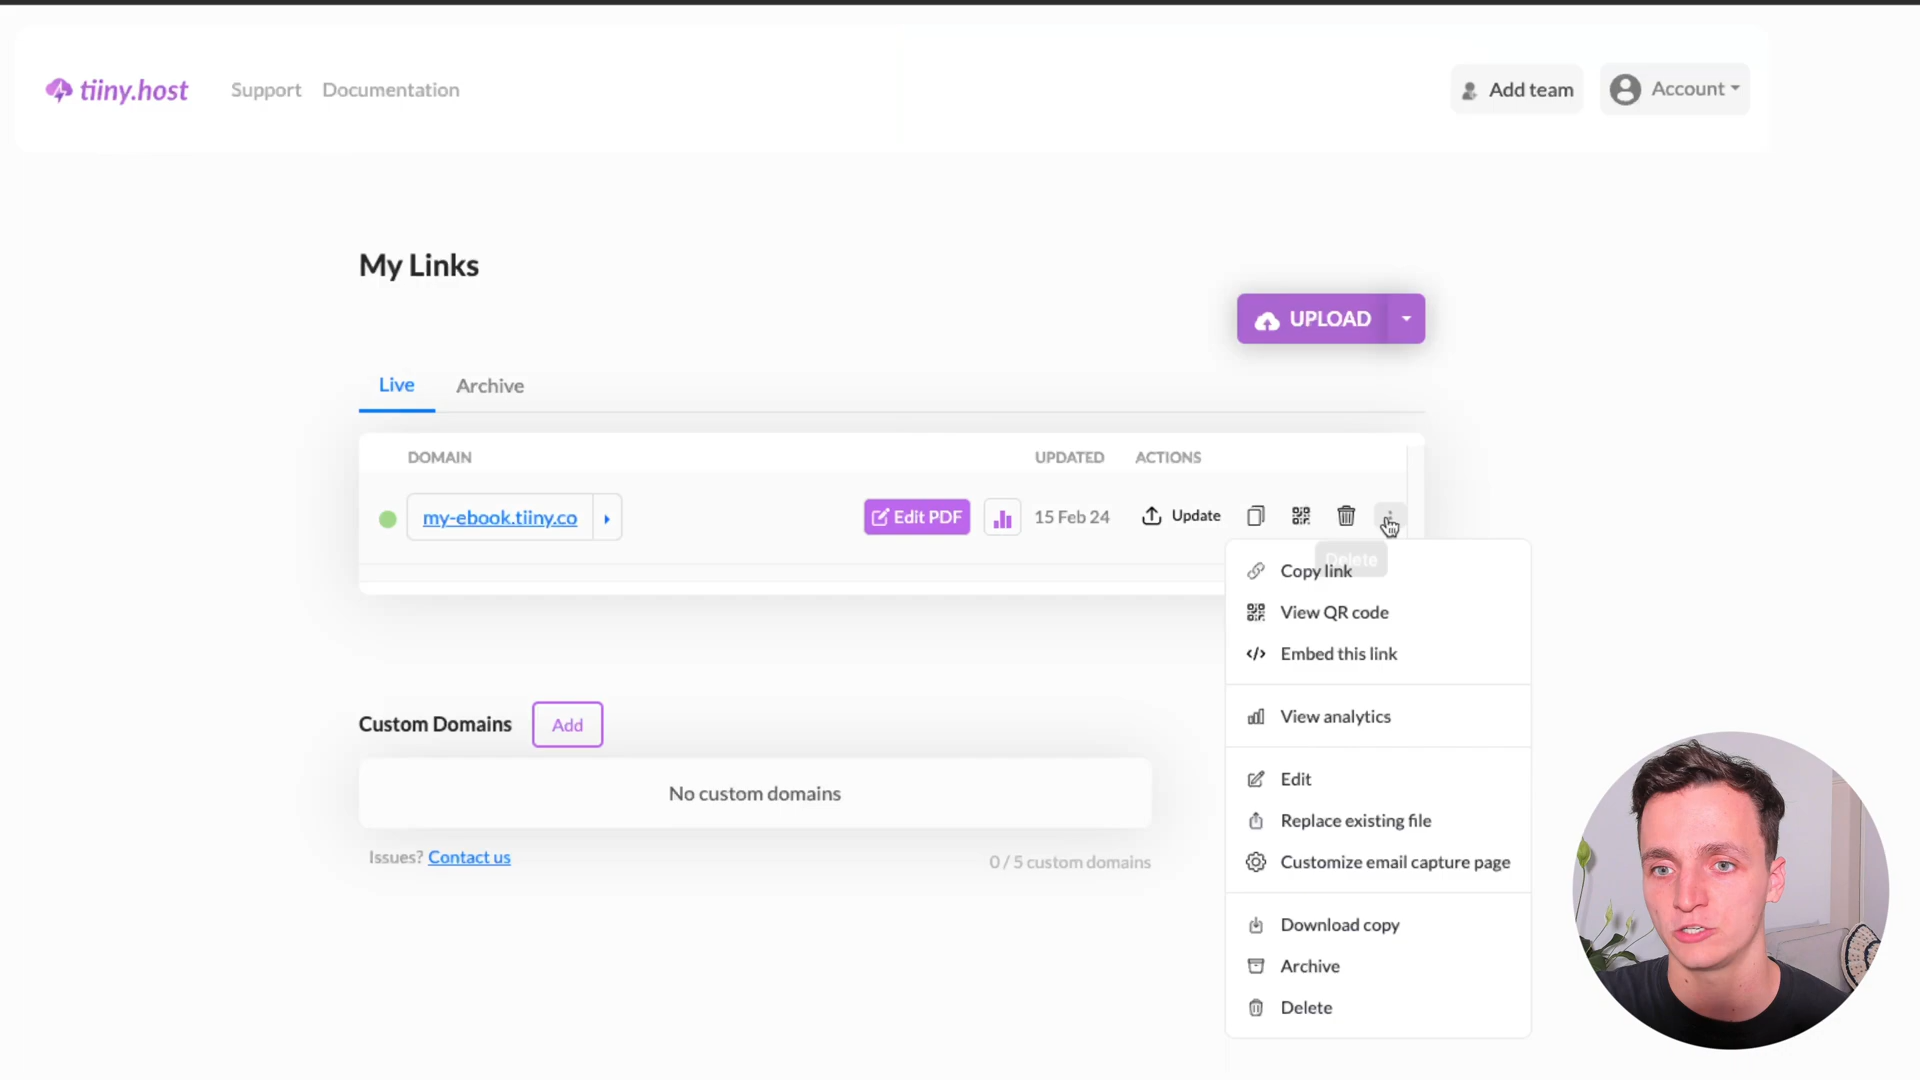 tiiny.host Support Documentation Add team Account
My Links
UPLOAD
Live Archive
DOMAIN UPDATED ACTIONS
my-ebook.tiiny.co Edit PDF 15 Feb 24 Update
Delete
Copy link
View QR code
Embed this link
View analytics
Custom Domains Add
Edit
No custom domains
Replace existing file
Issues? Contact us 0 / 5 custom domains
Customize email capture page
Download copy
Archive
Delete